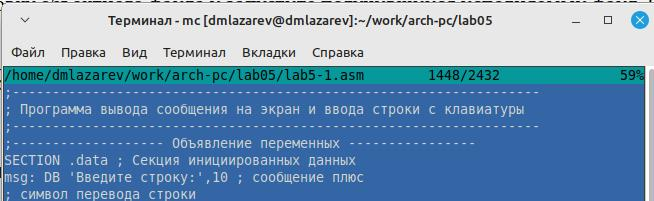 Терминал - mc [dmlazarev@dmlazarev]:~/work/arch-pc/lab05
Файл Правка Вид Терминал Вкладки Справка
/home/dmlazarev/work/arch-pc/lab05/lab5-1.asm 1448/2432 59%
;------------------------------------------------------------------
; Программа вывода сообщения на экран и ввода строки с клавиатуры
;------------------------------------------------------------------
;------------------- Объявление переменных ----------------
SECTION .data ; Секция инициированных данных
msg: DB 'Введите строку:',10 ; сообщение плюс
; символ перевода строки